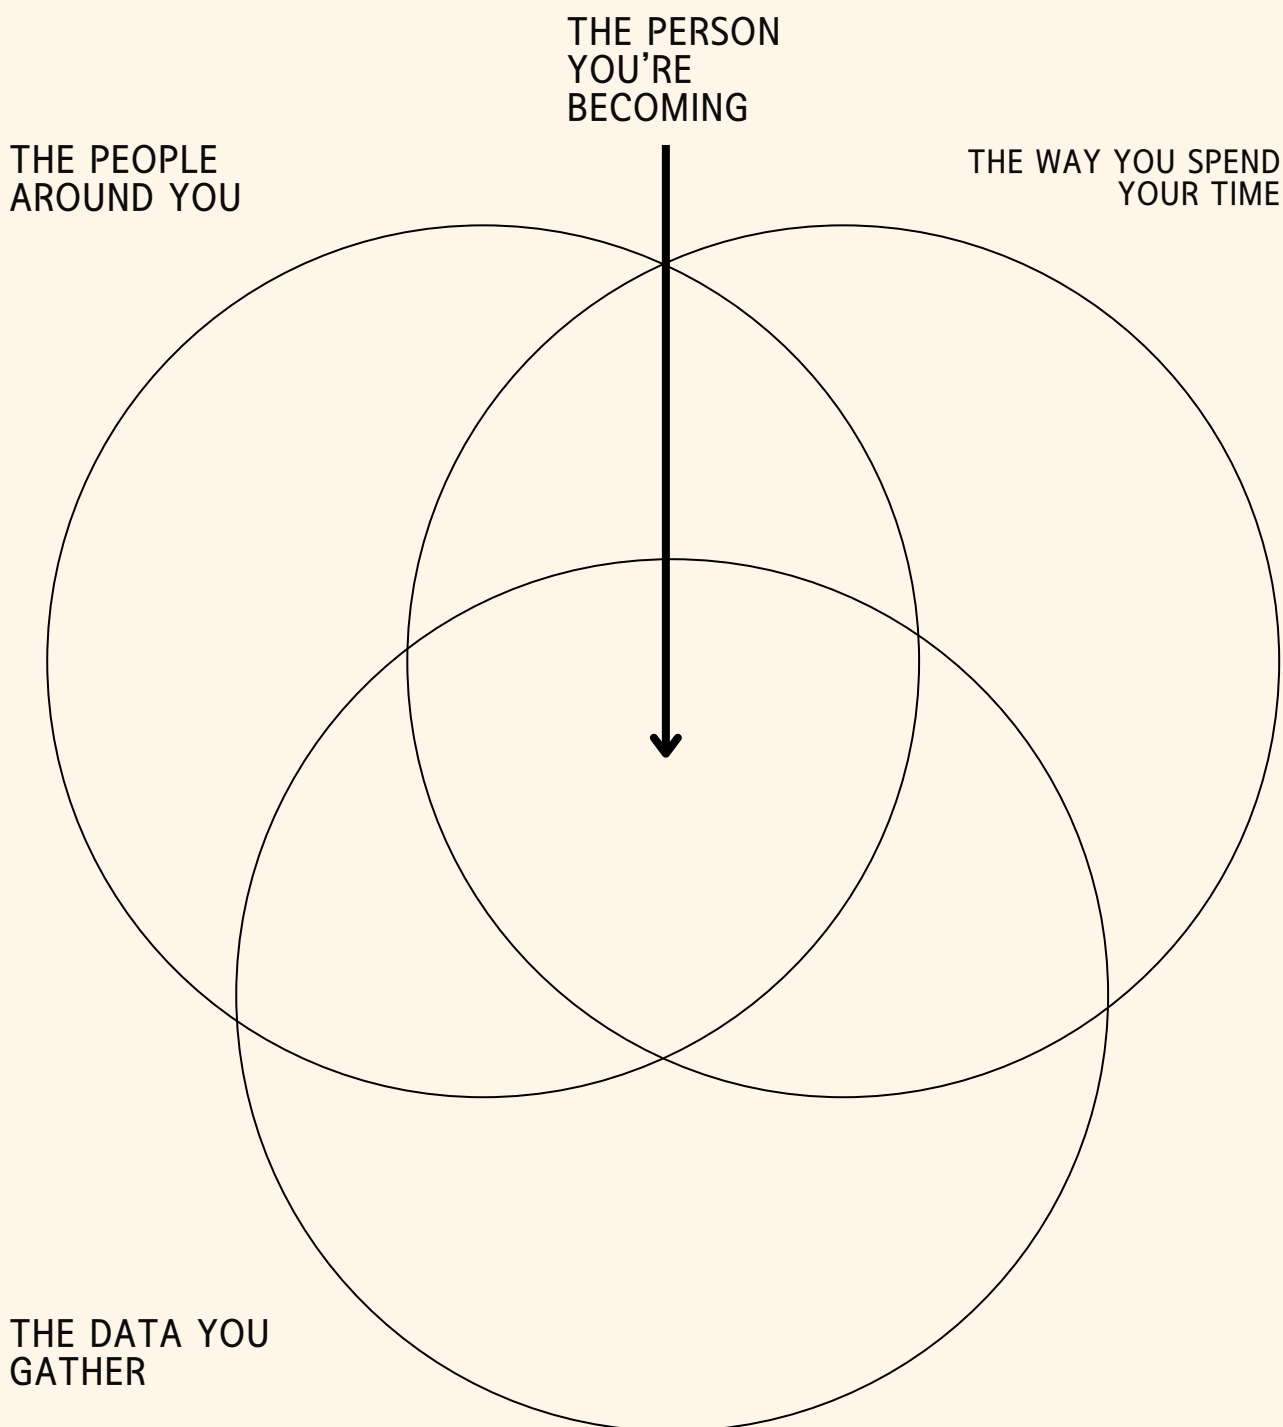 THE PERSON
YOU'RE
BECOMING
THE PEOPLE
AROUND YOU
THE WAY YOU SPEND
YOUR TIME
THE DATA YOU
GATHER